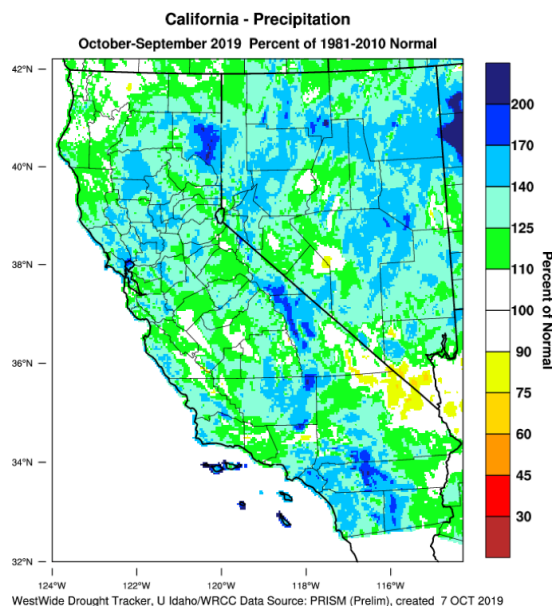 California - Precipitation
October-September 2019 Percent of 1981-2010 Normal
42°N
40°N
38°N
36°N
34°N
32°N
124°W
122°W
120°W
118°W
116°W
200
170
140
125
110
100
90
75
60
45
30
Percent of Normal
WestWide Drought Tracker, U Idaho/WRCC Data Source: PRISM (Prelim), created 7 OCT 2019